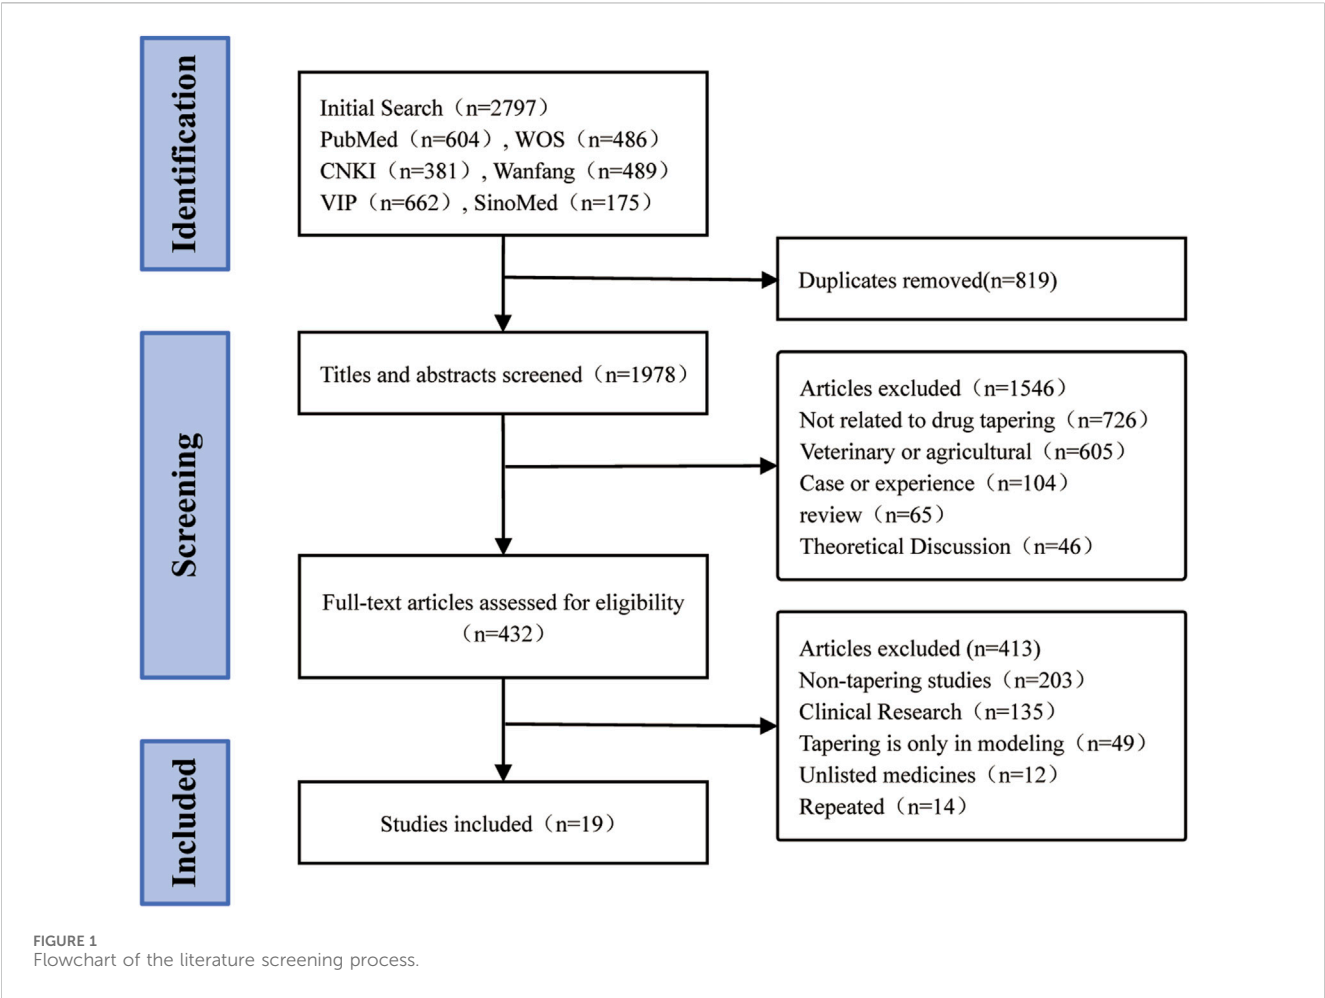 Identification
Initial Search（n=2797）
PubMed（n=604）, WOS（n=486）
CNKI（n=381）, Wanfang（n=489）
VIP（n=662）, SinoMed（n=175）
Duplicates removed(n=819)
Screening
Titles and abstracts screened（n=1978）
Articles excluded（n=1546）
Not related to drug tapering（n=726）
Veterinary or agricultural（n=605）
Case or experience（n=104）
review（n=65）
Theoretical Discussion（n=46）
Full-text articles assessed for eligibility
（n=432）
Articles excluded (n=413)
Non-tapering studies（n=203）
Clinical Research（n=135）
Tapering is only in modeling（n=49）
Unlisted medicines（n=12）
Repeated（n=14）
Included
Studies included（n=19）
FIGURE 1
Flowchart of the literature screening process.